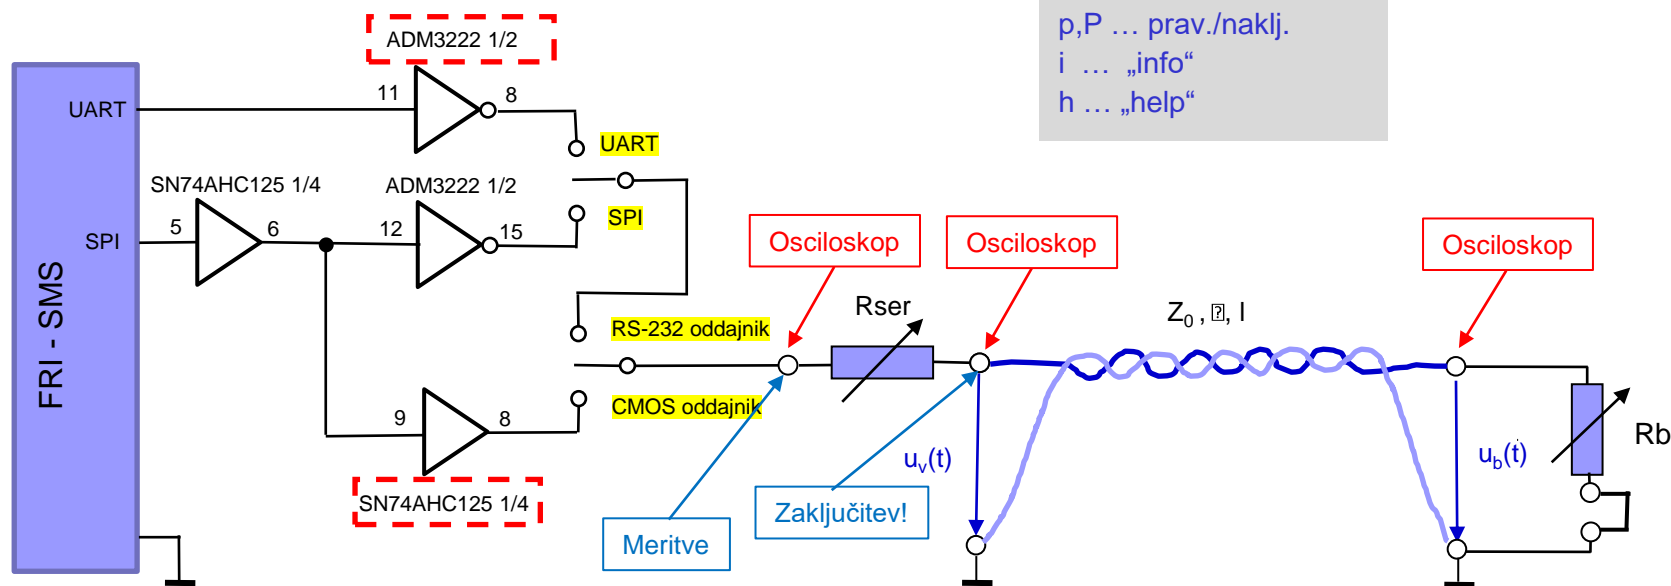 p,P … prav./naklj.
i … „info“
h … „help“
ADM3222 1/2
UART
11
8
UART
SN74AHC125 1/4
ADM3222 1/2
SPI
SPI
5
6
12
15
FRI - SMS
Osciloskop
Osciloskop
Osciloskop
Rser
Z0 , , l
RS-232 oddajnik
CMOS oddajnik
9
8
uv(t)
ub(t)
Rb
SN74AHC125 1/4
Zaključitev!
Meritve